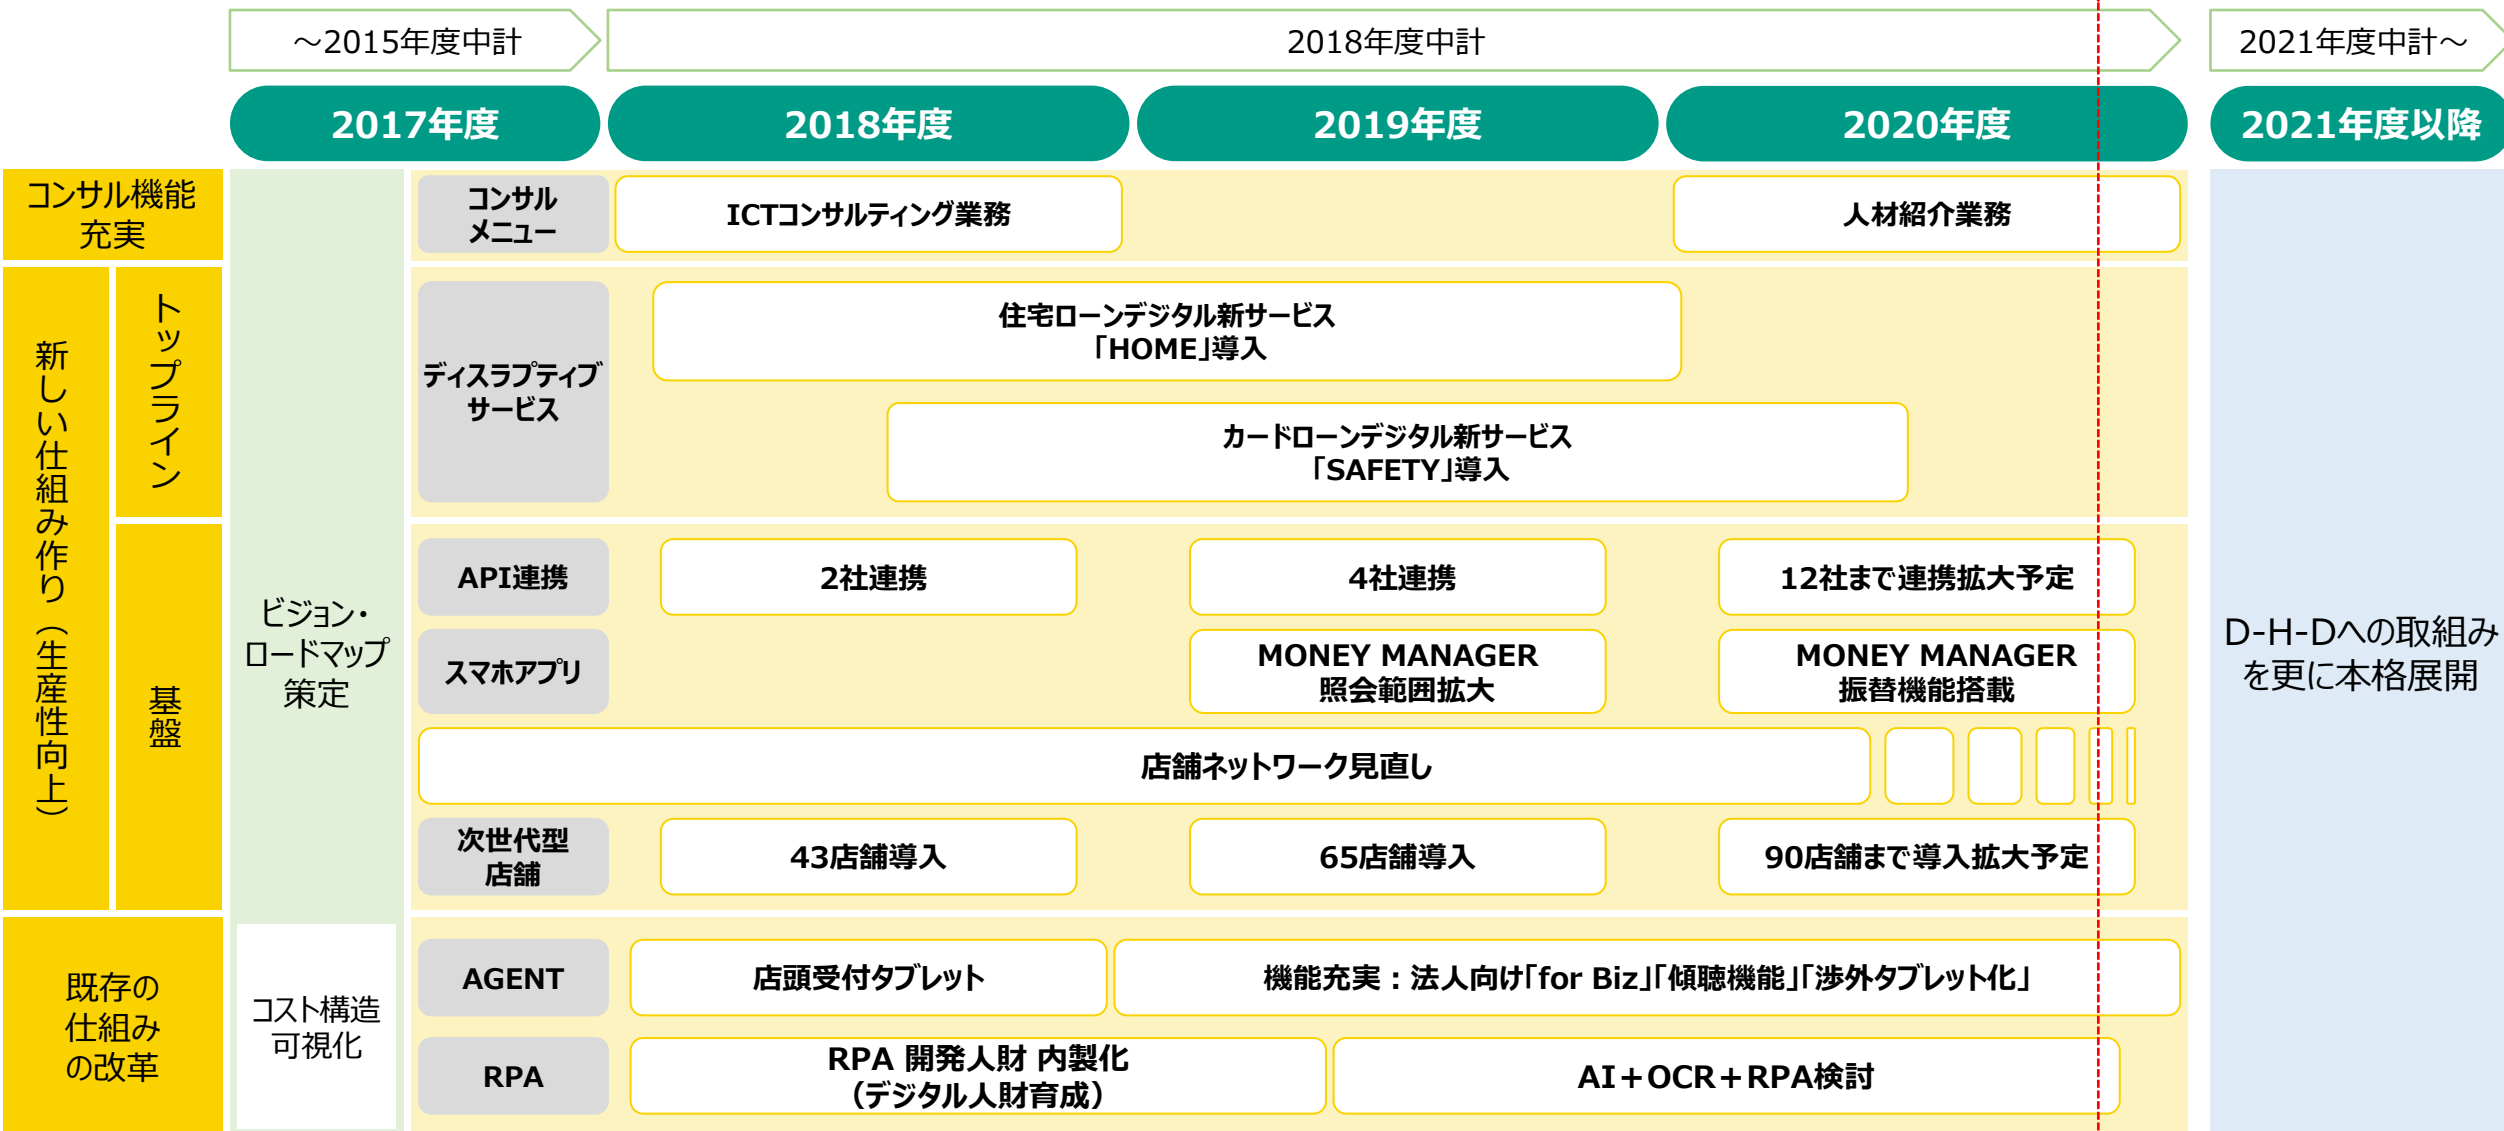 ～2015年度中計
2018年度中計
2021年度中計～
2017年度
2018年度
2019年度
2020年度
2021年度以降
コンサル機能
充実
コンサル
メニュー
ICTコンサルティング業務
人材紹介業務
新しい仕組み作り（生産性向上）
トップライン
ディスラプティブ
サービス
住宅ローンデジタル新サービス
「HOME」導入
カードローンデジタル新サービス
「SAFETY」導入
基盤
ビジョン・
ロードマップ
策定
API連携
2社連携
4社連携
12社まで連携拡大予定
スマホアプリ
MONEY MANAGER
照会範囲拡大
MONEY MANAGER
振替機能搭載
店舗ネットワーク見直し
次世代型
店舗
43店舗導入
65店舗導入
90店舗まで導入拡大予定
D-H-Dへの取組み
を更に本格展開
既存の
仕組み
の改革
コスト構造
可視化
AGENT
店頭受付タブレット
機能充実：法人向け「for Biz」「傾聴機能」「渉外タブレット化」
RPA
RPA 開発人財 内製化
（デジタル人財育成）
AI＋OCR＋RPA検討